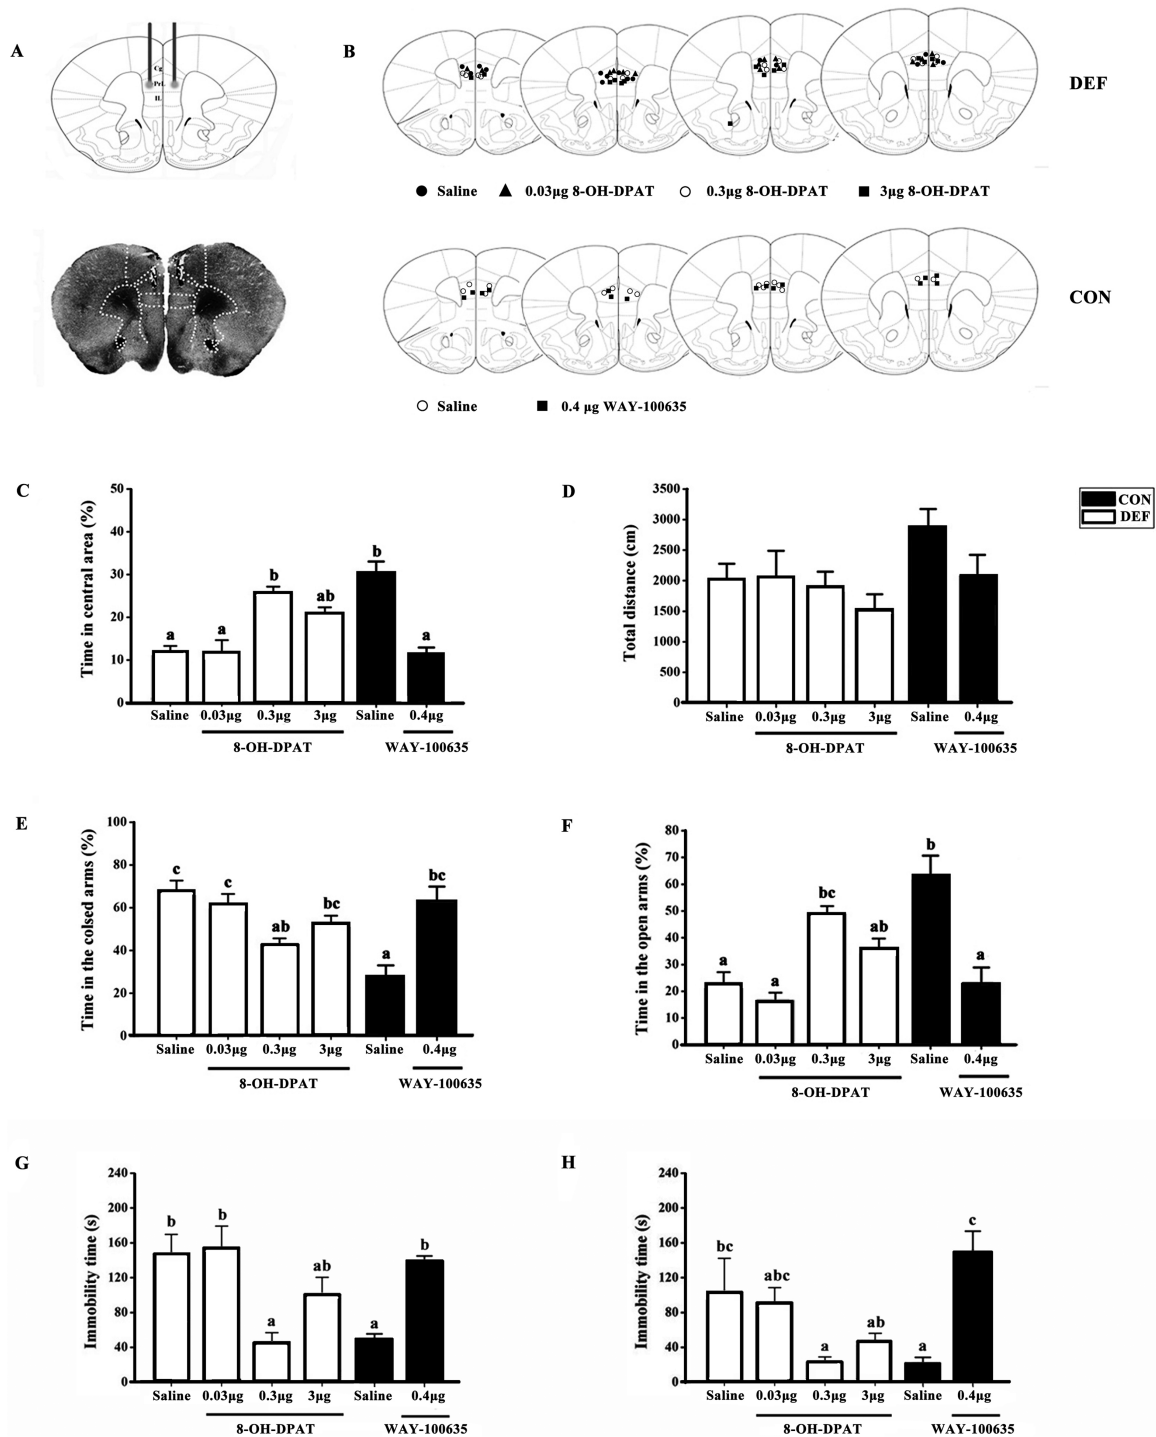 A
B
Cg
PrL
IL
DEF
Saline
0.03μg 8-OH-DPAT
0.3μg 8-OH-DPAT
3μg 8-OH-DPAT
CON
Saline
0.4 μg WAY-100635
C
Time in central area (%)
50
40
30
20
10
0
a
a
b
ab
b
a
Saline 0.03μg 0.3μg 3μg Saline 0.4μg
8-OH-DPAT WAY-100635
D
Total distance (cm)
3500
3000
2500
2000
1500
1000
500
0
Saline 0.03μg 0.3μg 3μg Saline 0.4μg
8-OH-DPAT WAY-100635
CON
DEF
E
Time in the colsed arms (%)
100
80
60
40
20
0
c
c
ab
bc
a
bc
Saline 0.03μg 0.3μg 3μg Saline 0.4μg
8-OH-DPAT WAY-100635
F
Time in the open arms (%)
80
70
60
50
40
30
20
10
0
a
a
bc
ab
b
a
Saline 0.03μg 0.3μg 3μg Saline 0.4μg
8-OH-DPAT WAY-100635
G
Immobility time (s)
240
200
160
120
80
40
0
b
b
a
ab
a
b
Saline 0.03μg 0.3μg 3μg Saline 0.4μg
8-OH-DPAT WAY-100635
H
Immobility time (s)
240
200
160
120
80
40
0
bc
abc
a
ab
a
c
Saline 0.03μg 0.3μg 3μg Saline 0.4μg
8-OH-DPAT WAY-100635